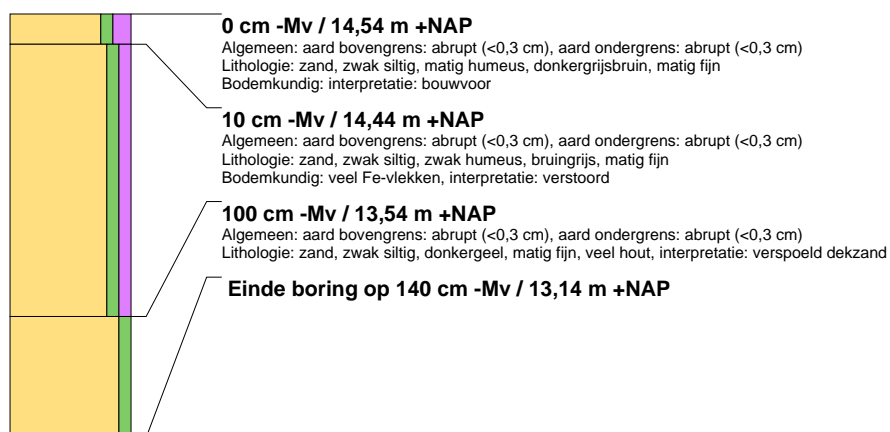 0 cm -Mv / 14,54 m +NAP
Algemeen: aard bovengrens: abrupt (<0,3 cm), aard ondergrens: abrupt (<0,3 cm)
Lithologie: zand, zwak siltig, matig humeus, donkergrijsbruin, matig fijn
Bodemkundig: interpretatie: bouwvoor
10 cm -Mv / 14,44 m +NAP
Algemeen: aard bovengrens: abrupt (<0,3 cm), aard ondergrens: abrupt (<0,3 cm)
Lithologie: zand, zwak siltig, zwak humeus, bruingrijs, matig fijn
Bodemkundig: veel Fe-vlekken, interpretatie: verstoord
100 cm -Mv / 13,54 m +NAP
Algemeen: aard bovengrens: abrupt (<0,3 cm), aard ondergrens: abrupt (<0,3 cm)
Lithologie: zand, zwak siltig, donkergeel, matig fijn, veel hout, interpretatie: verspoeld dekzand
Einde boring op 140 cm -Mv / 13,14 m +NAP